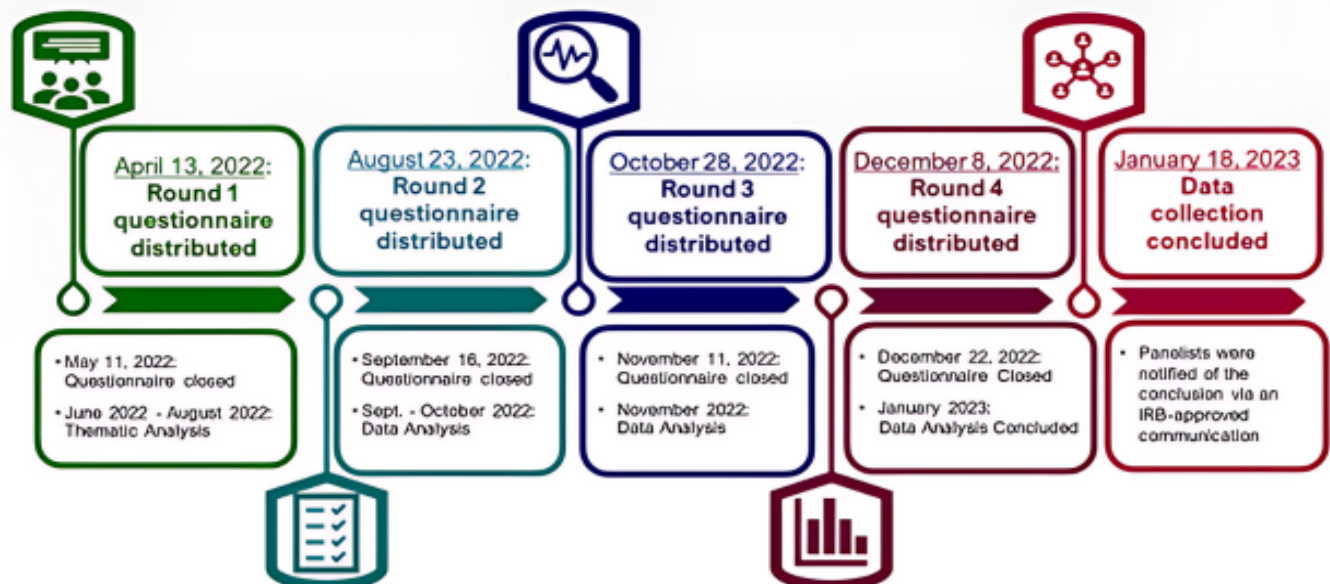 April 13, 2022:
Round 1
questionnaire
distributed
August 23, 2022:
Round 2
questionnaire
distributed
October 28, 2022:
Round 3
questionnaire
distributed
December 8, 2022:
Round 4
questionnaire
distributed
January 18, 2023
Data
collection
concluded
• May 11, 2022:
Questionnaire closed
• June 2022 - August 2022:
Thematic Analysis
• September 16, 2022:
Questionnaire closed
• Sept. - October 2022:
Data Analysis
• November 11, 2022:
Questionnaire closed
• November 2022:
Data Analysis
• December 22, 2022:
Questionnaire Closed
• January 2023:
Data Analysis Concluded
• Panelists were
notified of the
conclusion via an
IRB-approved
communication